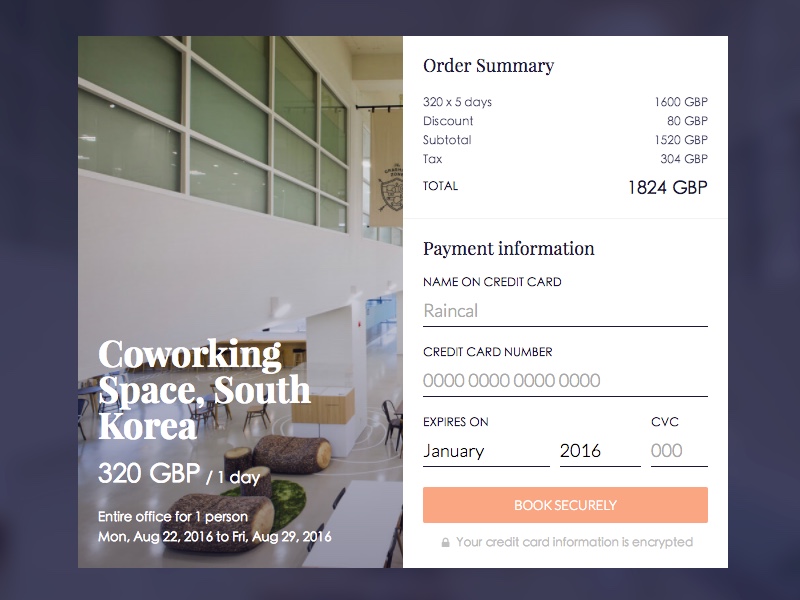 Coworking
Space, South
Korea
320 GBP / 1 day
Entire office for 1 person
Mon, Aug 22, 2016 to Fri, Aug 29, 2016
Order Summary
320 x 5 days 1600 GBP
Discount 80 GBP
Subtotal 1520 GBP
Tax 304 GBP
TOTAL 1824 GBP
Payment information
NAME ON CREDIT CARD
Raincal
CREDIT CARD NUMBER
0000 0000 0000 0000
EXPIRES ON CVC
January 2016 000
BOOK SECURELY
Your credit card information is encrypted